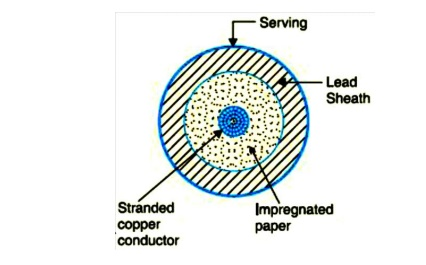 Serving
Lead
Sheath
Stranded
copper
conductor
Impregnated
paper